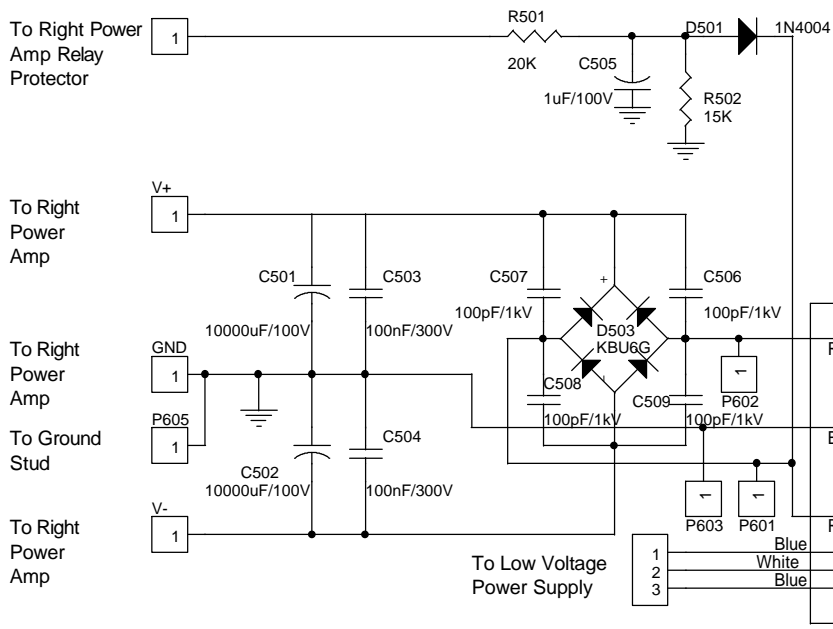 To Right Power
Amp Relay
Protector
1
R501
20K
C505
1uF/100V
D501
1N4004
R502
15K
To Right
Power
Amp
V+
1
C501
10000uF/100V
C503
100nF/300V
C507
100pF/1kV
+
D503
KBU6G
-
C506
100pF/1kV
To Right
Power
Amp
GND
1
C508
100pF/1kV
C509
100pF/1kV
1
P602
To Ground
Stud
P605
1
C502
10000uF/100V
C504
100nF/300V
To Right
Power
Amp
V-
1
1
P603
1
P601
To Low Voltage
Power Supply
1
2
3
Blue
White
Blue